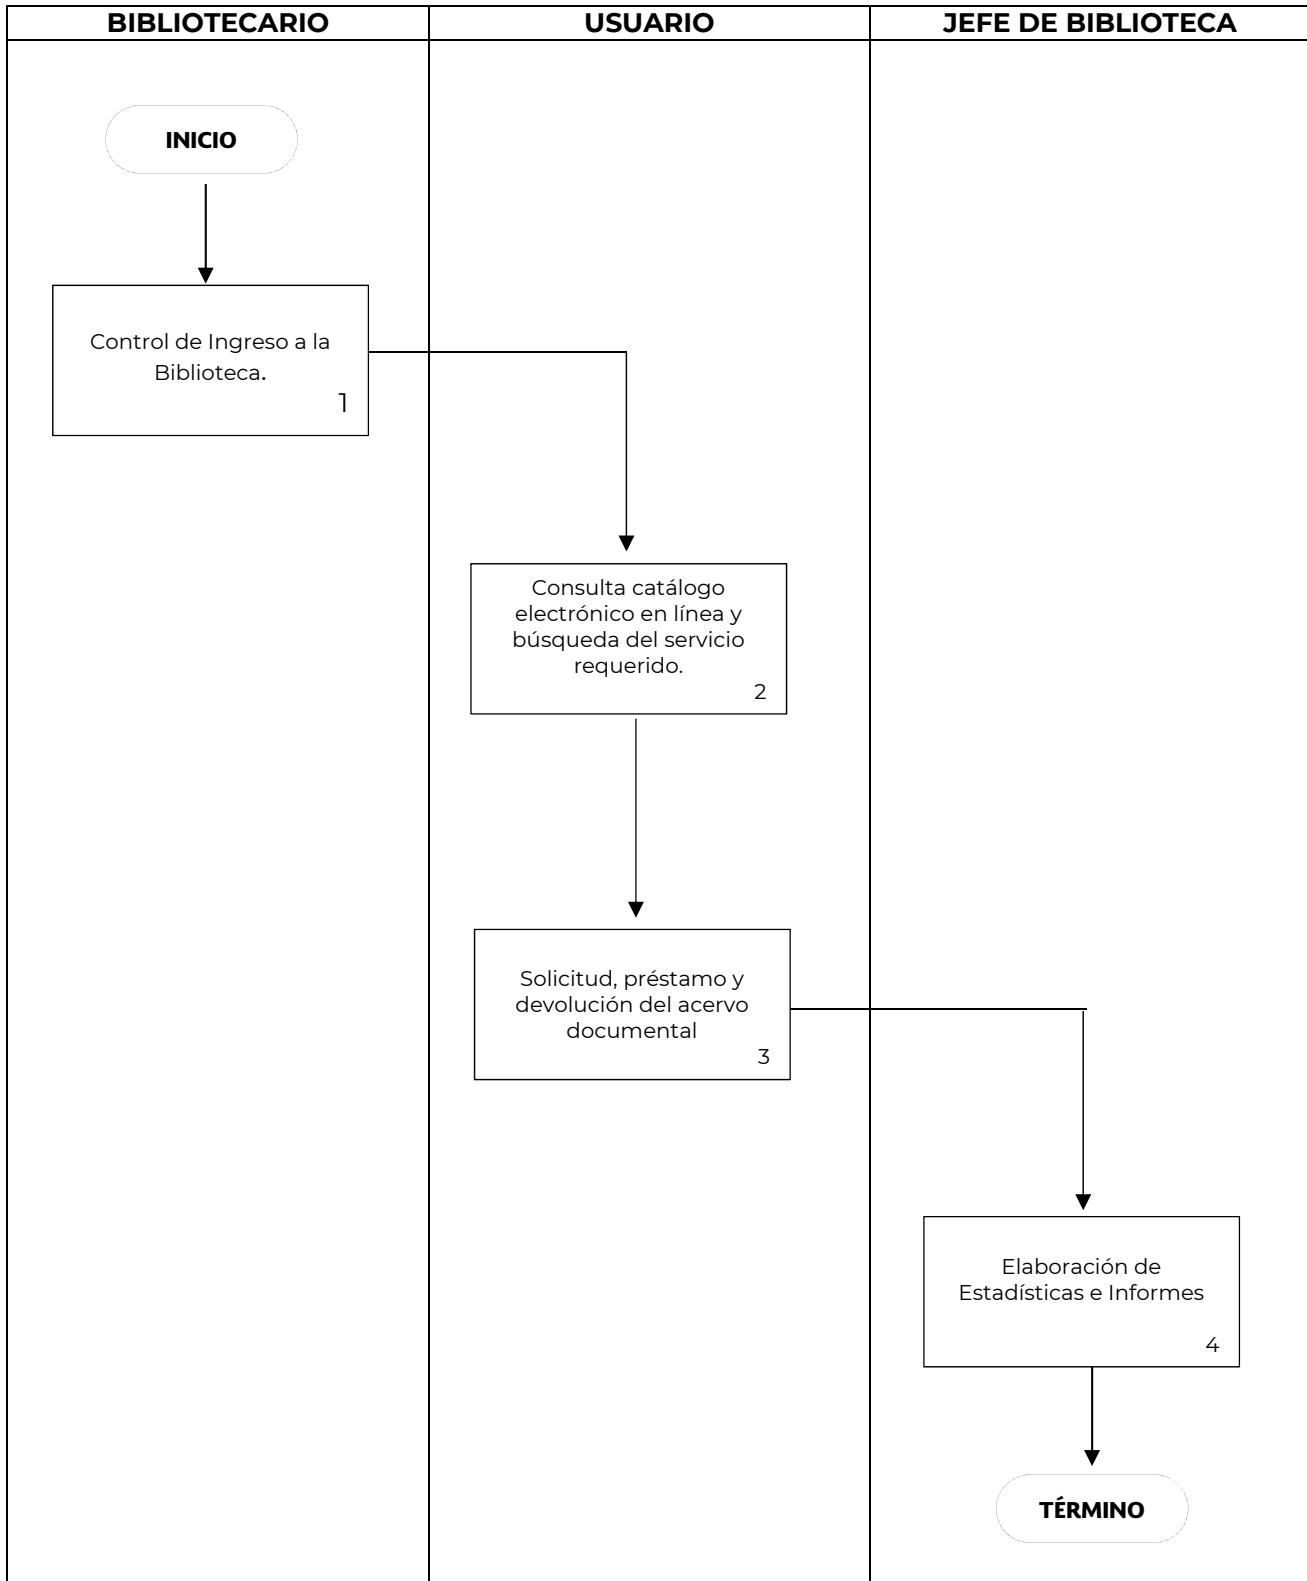 BIBLIOTECARIO
USUARIO
JEFE DE BIBLIOTECA
INICIO
Control de Ingreso a la
Biblioteca.
1
Consulta catálogo
electrónico en línea y
búsqueda del servicio
requerido.
2
Solicitud, préstamo y
devolución del acervo
documental
3
Elaboración de
Estadísticas e Informes
4
TÉRMINO